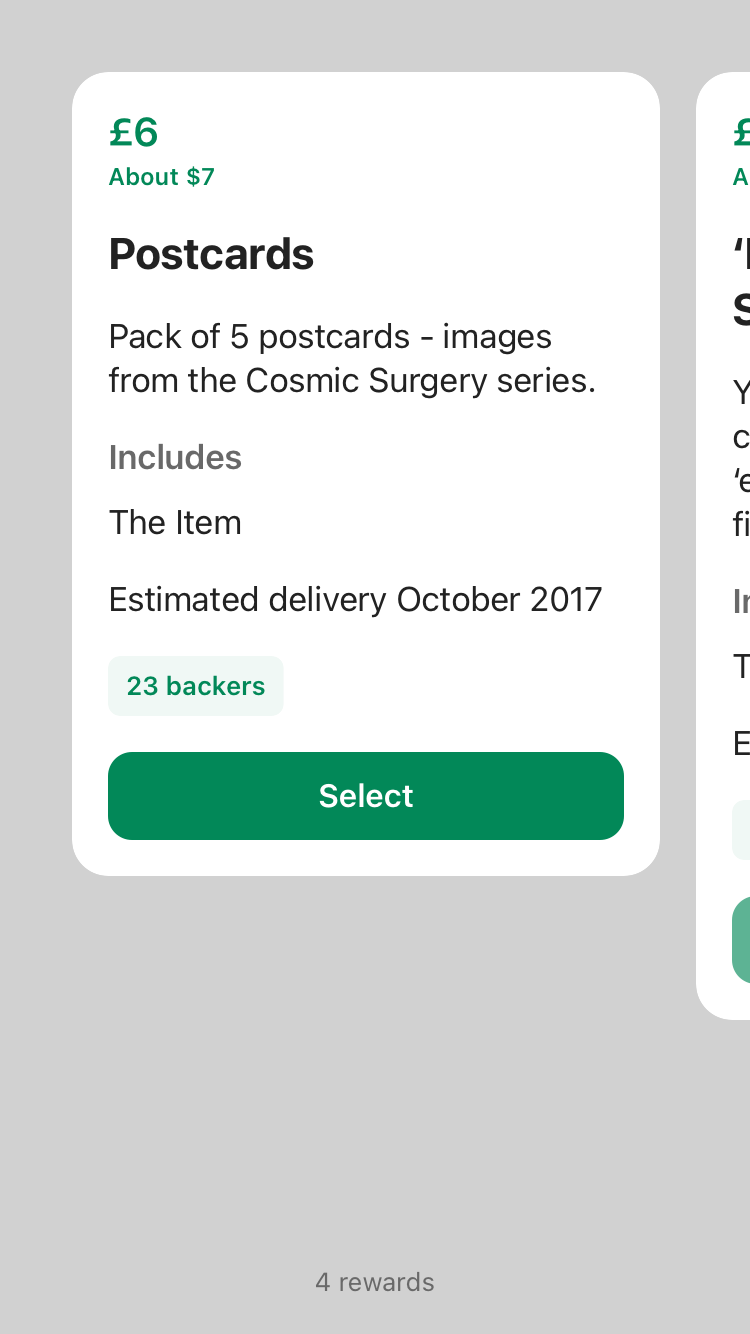 £6
About $7
Postcards
Pack of 5 postcards - images
from the Cosmic Surgery series.
Includes
The Item
Estimated delivery October 2017
23 backers
Select
4 rewards